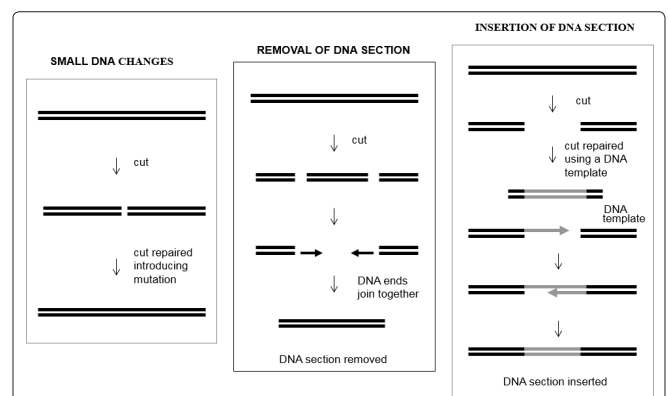 SMALL DNA CHANGES
cut
cut repaired
introducing
mutation
REMOVAL OF DNA SECTION
cut
DNA ends
join together
DNA section removed
INSERTION OF DNA SECTION
cut
cut repaired
using a DNA
template
DNA
template
DNA section inserted